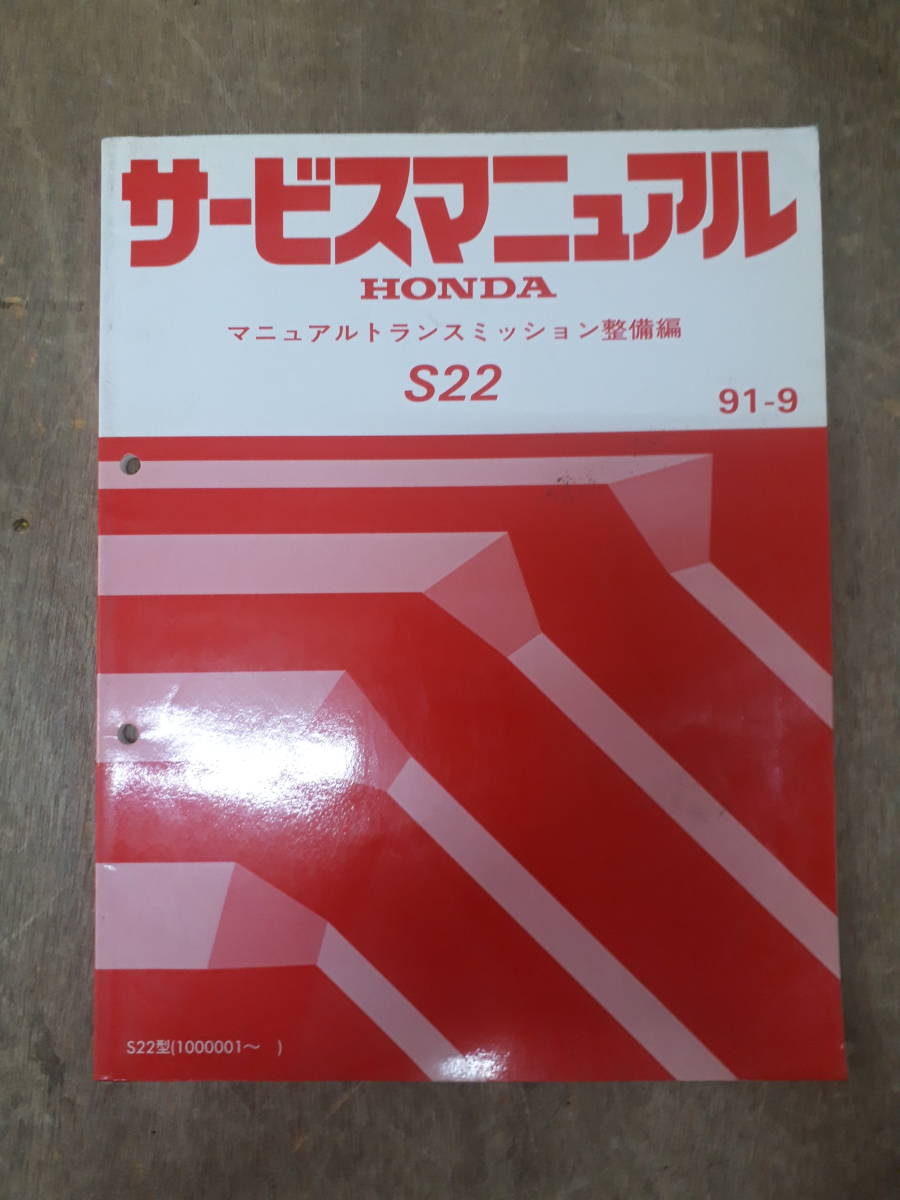 サービスマニュアル
HONDA
マニュアルトランスミッション整備編
S22
91-9
S22型(1000001〜 )